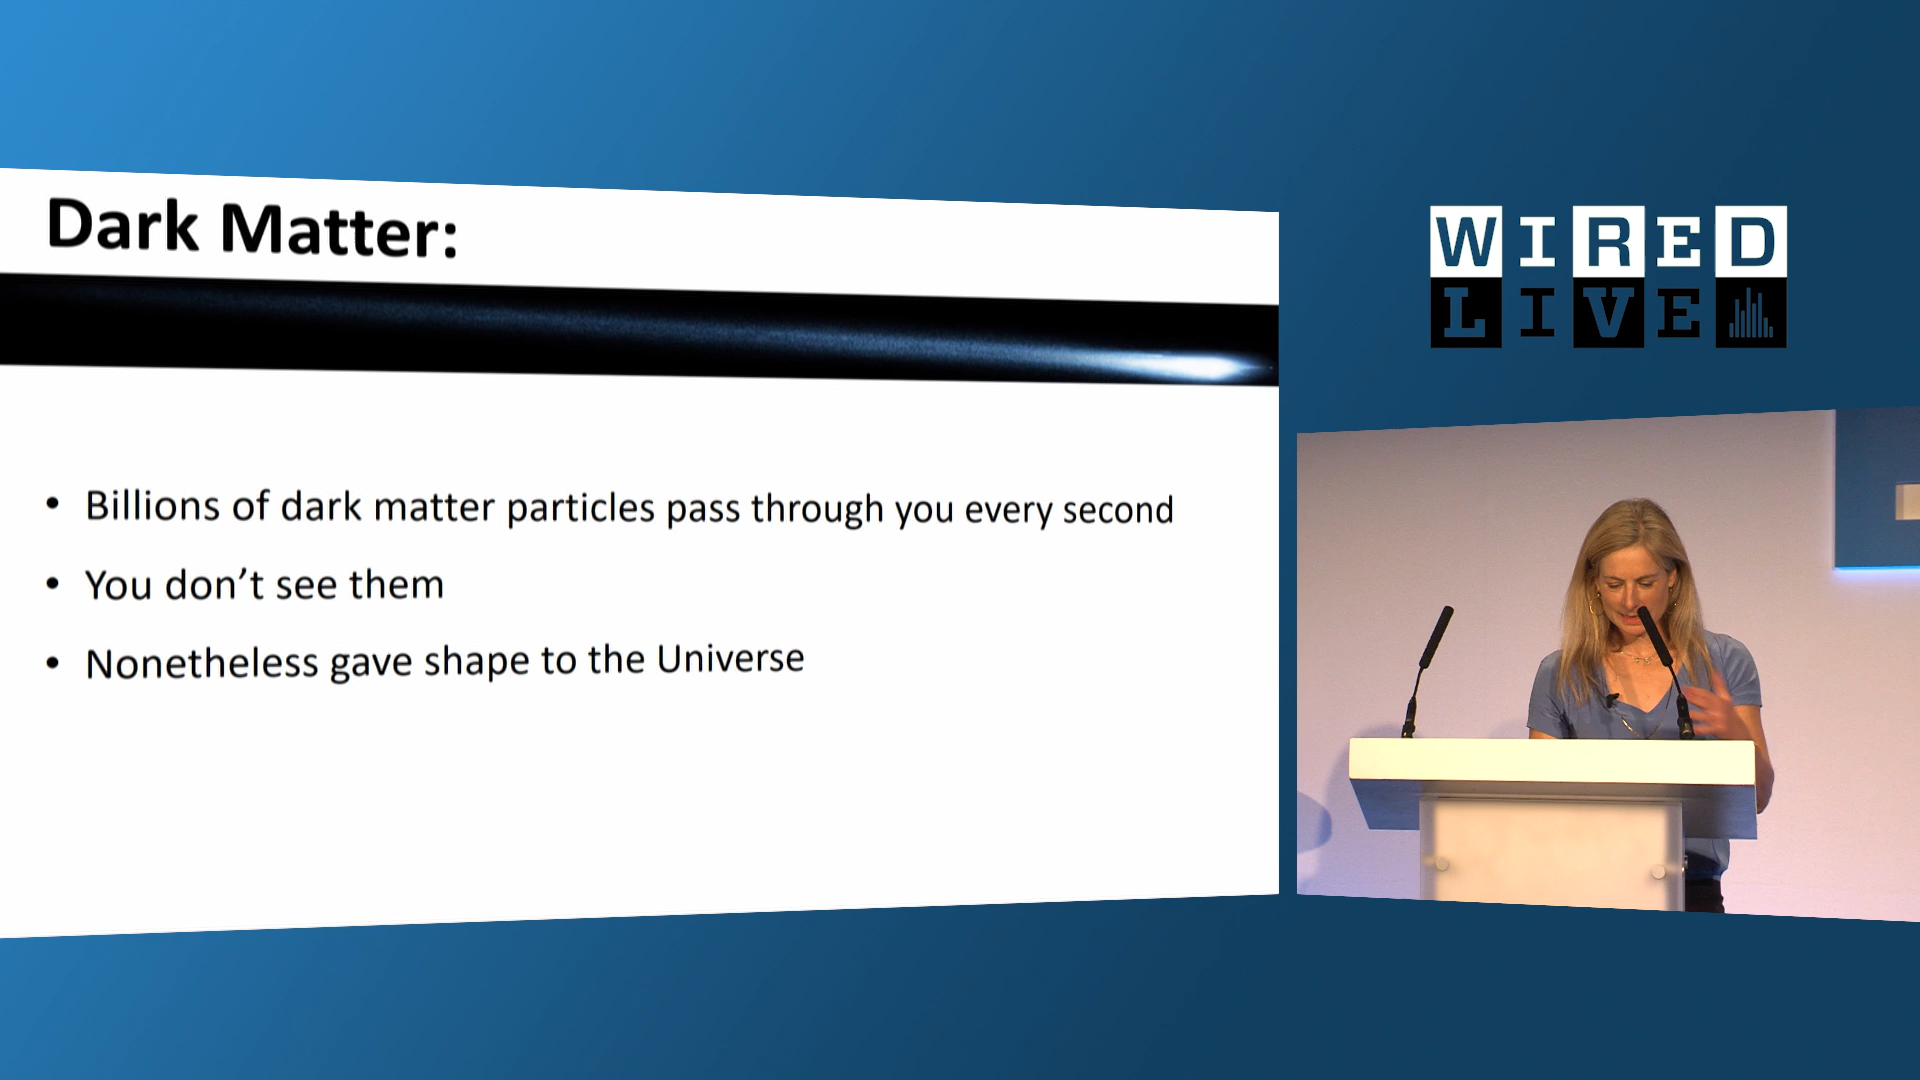 Dark Matter:
• Billions of dark matter particles pass through you every second
• You don’t see them
• Nonetheless gave shape to the Universe
WIRED
LIVE